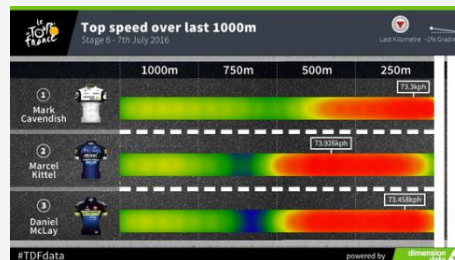 le
TOUR
de
FRANCE
Top speed over last 1000m
Stage 6 - 7th July 2016
Last Kilometre
1000m 750m 500m 250m
1
Mark
Cavendish
73.3kph
2
Marcel
Kittel
etixx
73.926kph
3
Daniel
McLay
73.458kph
#TDFdata
powered by
dimension
data